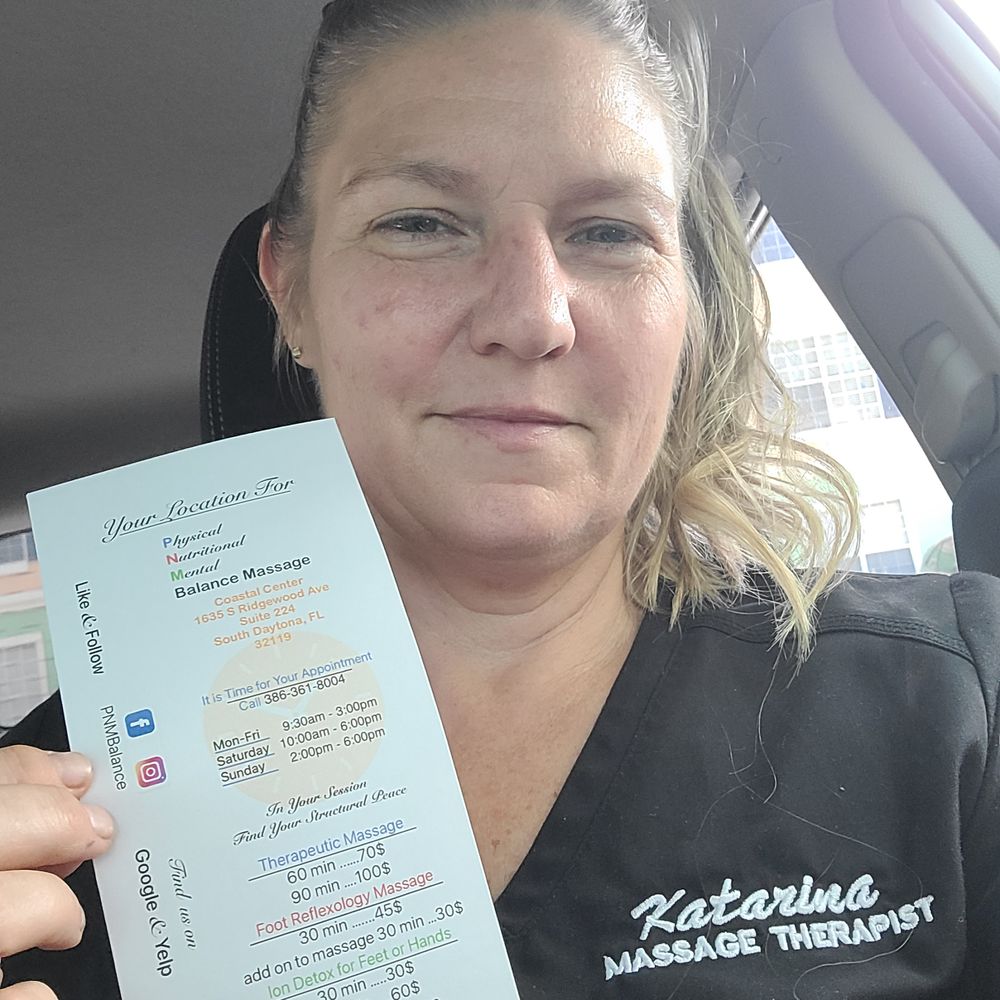 Your Location For
Physical
Nutritional
Mental
Balance Massage
Coastal Center
1635 S Ridgewood Ave
Suite 224
South Daytona, FL
32119
It is Time for Your Appointment
Call 386-361-8004
Mon-Fri 9:30am - 3:00pm
Saturday 10:00am - 6:00pm
Sunday 2:00pm - 6:00pm
In Your Session
Find Your Structural Peace
Therapeutic Massage
60 min ......70$
90 min ....100$
Foot Reflexology Massage
30 min .......45$
add on to massage 30 min ...30$
Ion Detox for Feet or Hands
30 min .....30$
60$
Like & Follow
PNMBalance
Find us on
Google & Yelp
Katarina
MASSAGE THERAPIST